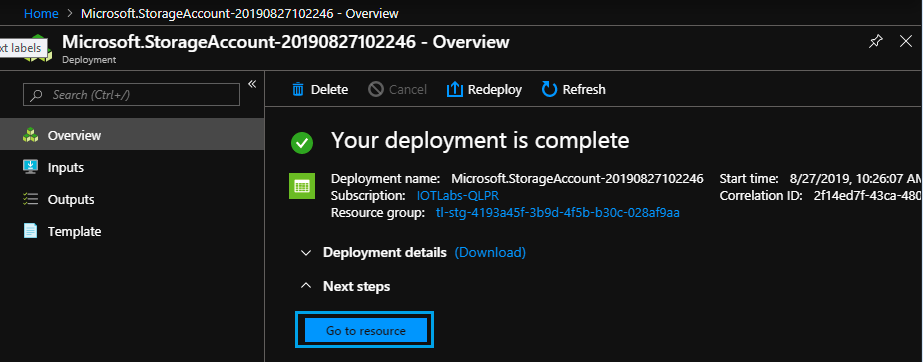 Home > Microsoft.StorageAccount-20190827102246 - Overview
Microsoft.StorageAccount-20190827102246 - Overview
xt labels
Deployment
Search (Ctrl+/)
«
Overview
Inputs
Outputs
Template
Delete Cancel Redeploy Refresh
Your deployment is complete
Deployment name: Microsoft.StorageAccount-20190827102246 Start time: 8/27/2019, 10:26:07 AM
Subscription: IOTLabs-QLPR Correlation ID: 2f14ed7f-43ca-480
Resource group: tl-stg-4193a45f-3b9d-4f5b-b30c-028af9aa
Deployment details (Download)
Next steps
Go to resource